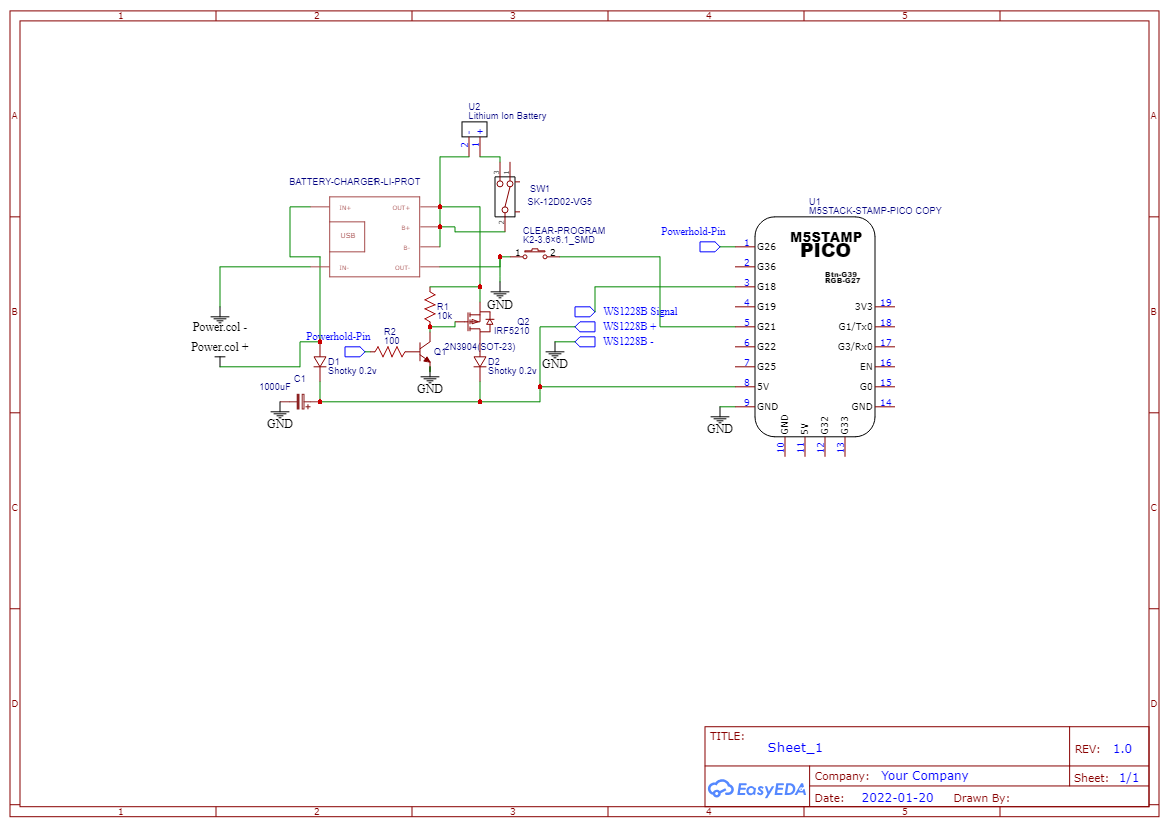 1 2 3 4 5
A A
U2
Lithium Ion Battery
- +
2 1
BATTERY-CHARGER-LI-PROT
3 1
SW1
SK-12D02-VG5
2
IN+ OUT+
USB
B+
B-
IN- OUT-
CLEAR-PROGRAM
K2-3.6×6.1_SMD
1 2
GND
U1
M5STACK-STAMP-PICO COPY
M5STAMP
PICO
Btn-G39
RGB-G27
Powerhold-Pin
1 G26
2 G36
3 G18
4 G19
5 G21
6 G22
7 G25
8 5V
9 GND
3V3 19
G1/Tx0 18
G3/Rx0 17
EN 16
G0 15
GND 14
GND 5V G32 G33
10 11 12 13
GND
B B
WS1228B Signal
WS1228B +
WS1228B -
GND
Power.col -
Power.col +
Powerhold-Pin
R2
100
R1
10k
Q1
2N3904(SOT-23)
Q2
IRF5210
D1
Shotky 0.2v
D2
Shotky 0.2v
GND
C1
1000uF
+
GND
C C
D D
TITLE:
Sheet_1
REV: 1.0
EasyEDA
Company: Your Company
Sheet: 1/1
Date: 2022-01-20 Drawn By:
1 2 3 4 5